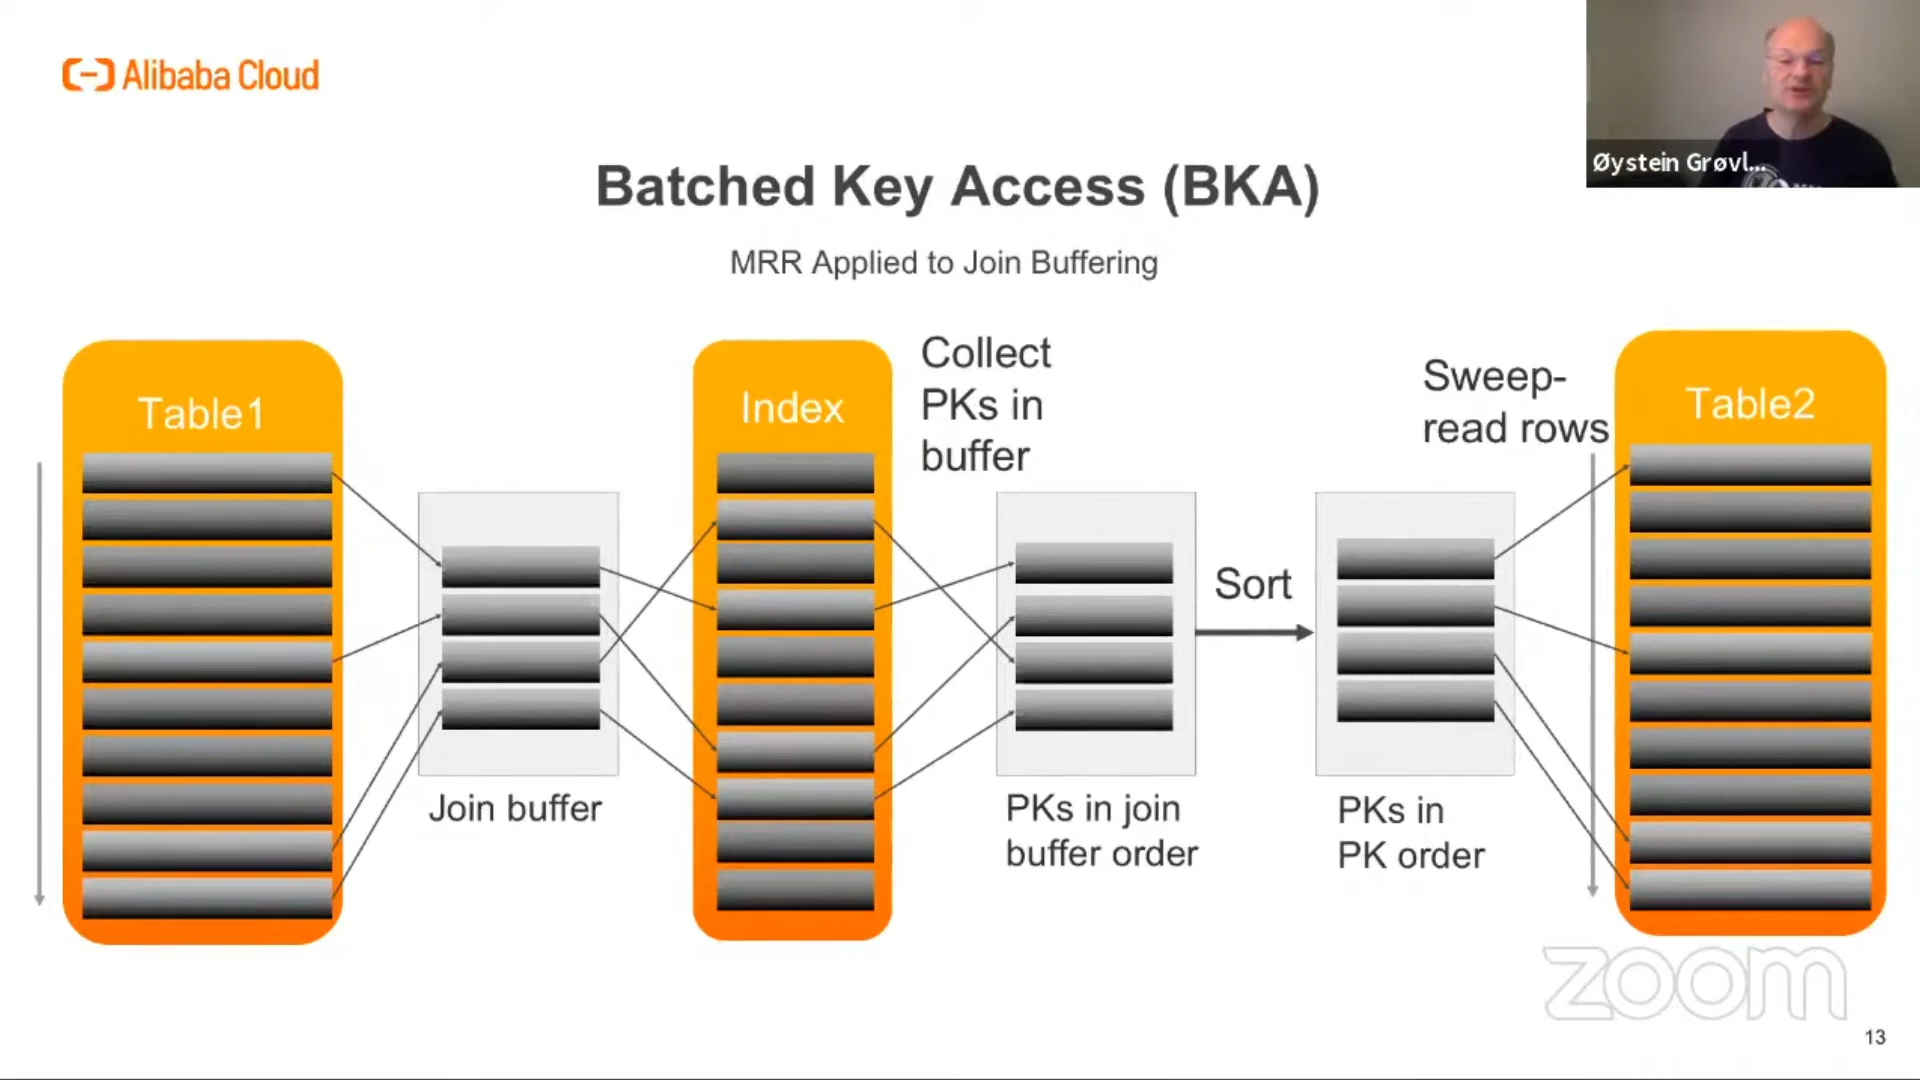 Alibaba Cloud
Øystein Grøvl...
Batched Key Access (BKA)
MRR Applied to Join Buffering
Table1
Join buffer
Index
Collect
PKs in
buffer
PKs in join
buffer order
Sort
PKs in
PK order
Sweep-
read rows
Table2
zoom
13